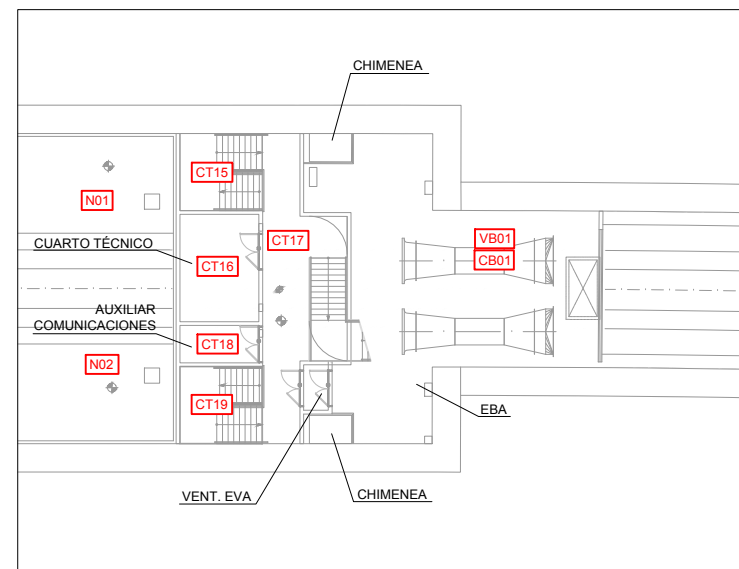 CHIMENEA
CT15
N01
CT17
VB01
CUARTO TÉCNICO
CT16
CB01
AUXILIAR
COMUNICACIONES
CT18
N02
CT19
EBA
VENT. EVA
CHIMENEA